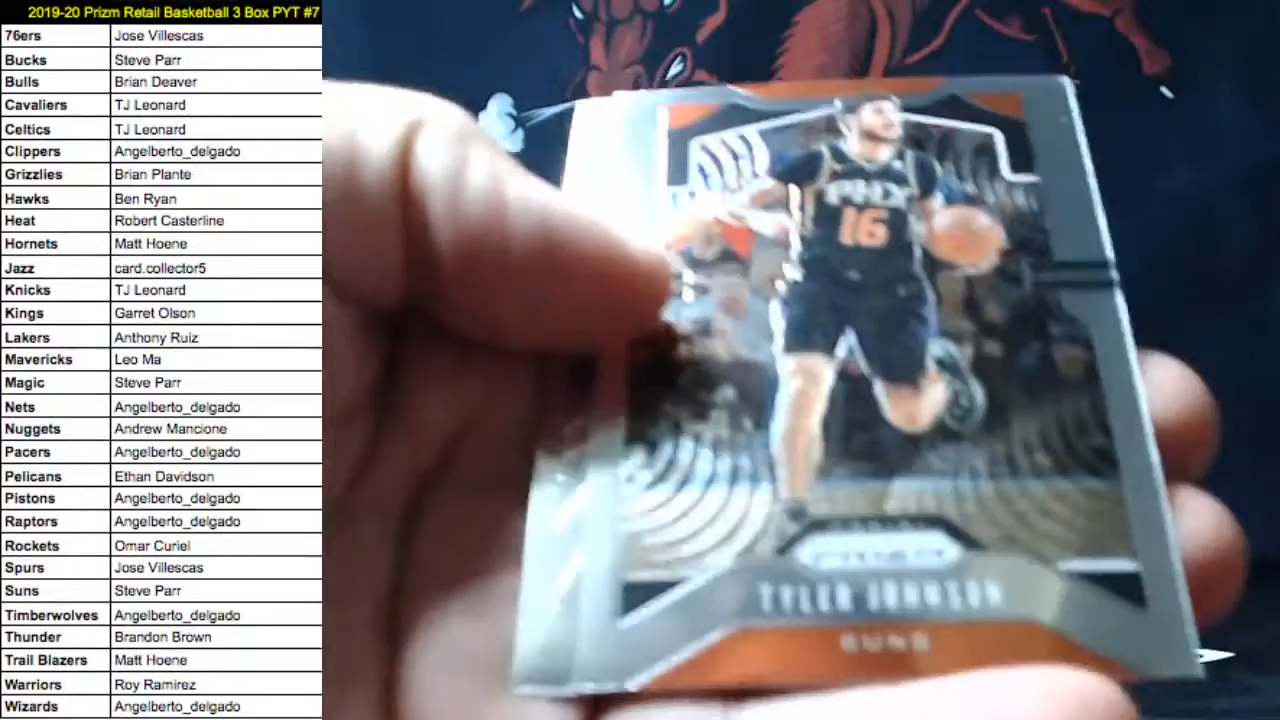 2019-20 Prizm Retail Basketball 3 Box PYT #7
76ers Jose Villescas
Bucks Steve Parr
Bulls Brian Deaver
Cavaliers TJ Leonard
Celtics TJ Leonard
Clippers Angelberto_delgado
Grizzlies Brian Plante
Hawks Ben Ryan
Heat Robert Casterline
Hornets Matt Hoene
Jazz card.collector5
Knicks TJ Leonard
Kings Garret Olson
Lakers Anthony Ruiz
Mavericks Leo Ma
Magic Steve Parr
Nets Angelberto_delgado
Nuggets Andrew Mancione
Pacers Angelberto_delgado
Pelicans Ethan Davidson
Pistons Angelberto_delgado
Raptors Angelberto_delgado
Rockets Omar Curiel
Spurs Jose Villescas
Suns Steve Parr
Timberwolves Angelberto_delgado
Thunder Brandon Brown
Trail Blazers Matt Hoene
Warriors Roy Ramirez
Wizards Angelberto_delgado
PHX
16
PRIZM
TYLER JOHNSON
SUNS